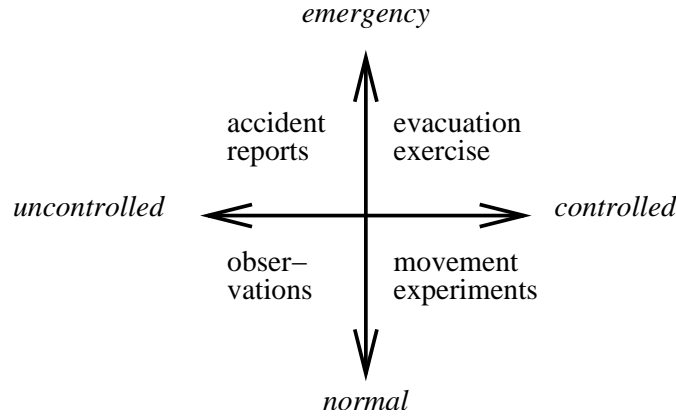 emergency
accident
reports
evacuation
exercise
uncontrolled
controlled
obser–
vations
movement
experiments
normal